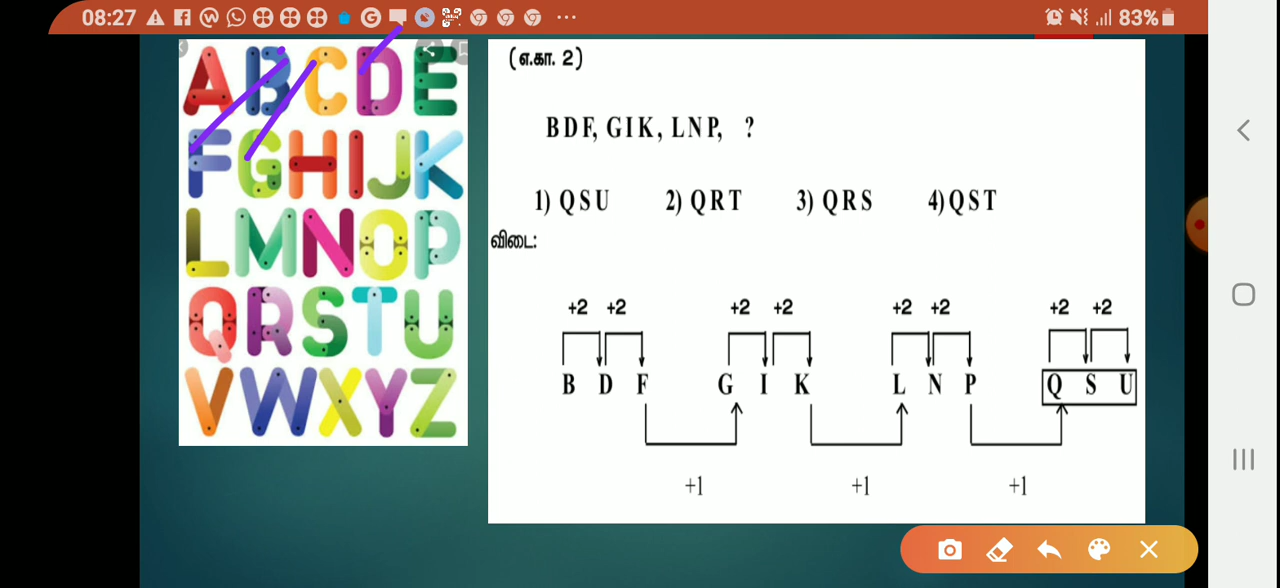 08:27 83%
A B C D E
F G H I J K
L M N O P
Q R S T U
V W X Y Z
(எ.கா. 2)
BDF, GIK, LNP, ?
1) QSU 2) QRT 3) QRS 4)QST
விடை:
+2 +2 +2 +2 +2 +2 +2 +2
B D F G I K L N P Q S U
+1 +1 +1